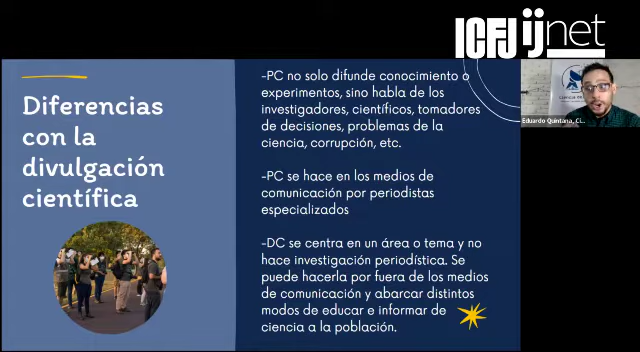 ICFJ ijnet
Diferencias
con la
divulgación
científica
-PC no solo difunde conocimiento o
experimentos, sino habla de los
investigadores, científicos, tomadores
de decisiones, problemas de la
ciencia, corrupción, etc.
-PC se hace en los medios de
comunicación por periodistas
especializados
-DC se centra en un área o tema y no
hace investigación periodística. Se
puede hacerla por fuera de los medios
de comunicación y abarcar distintos
modos de educar e informar de
ciencia a la población.
Eduardo Quintana, Ci...